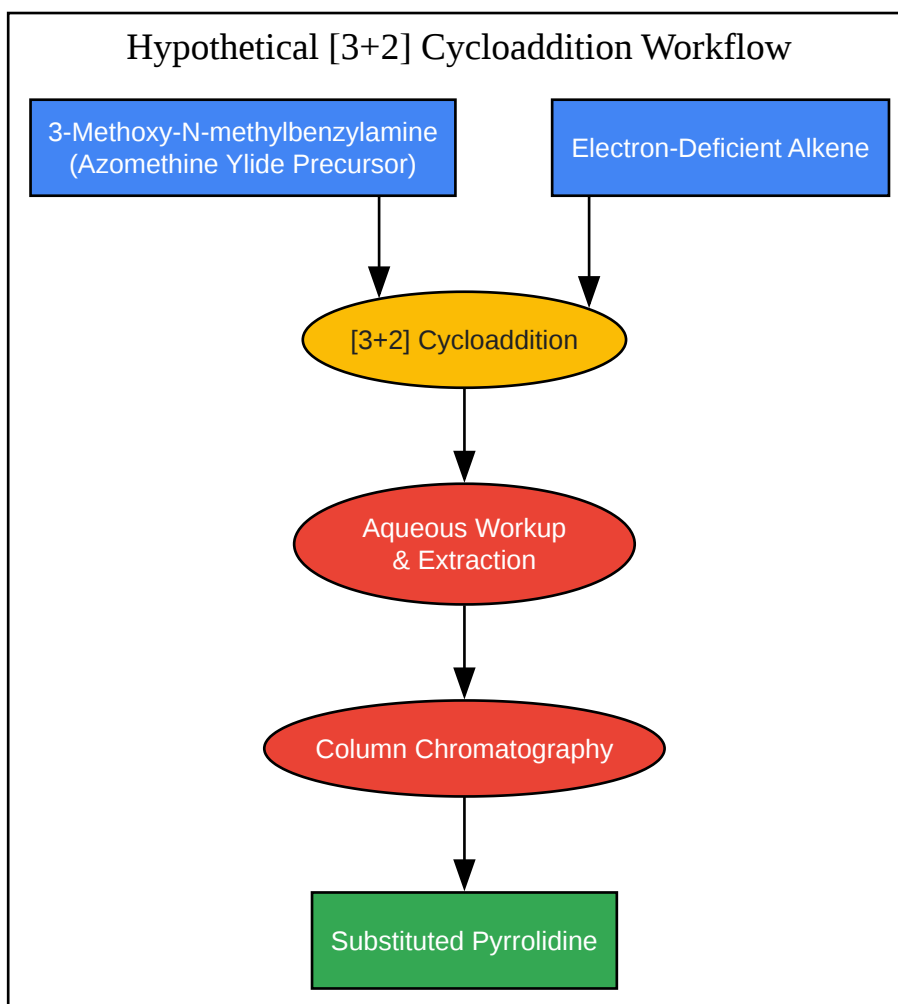 Hypothetical [3+2] Cycloaddition Workflow
3-Methoxy-N-methylbenzylamine
(Azomethine Ylide Precursor)
Electron-Deficient Alkene
[3+2] Cycloaddition
Aqueous Workup
& Extraction
Column Chromatography
Substituted Pyrrolidine